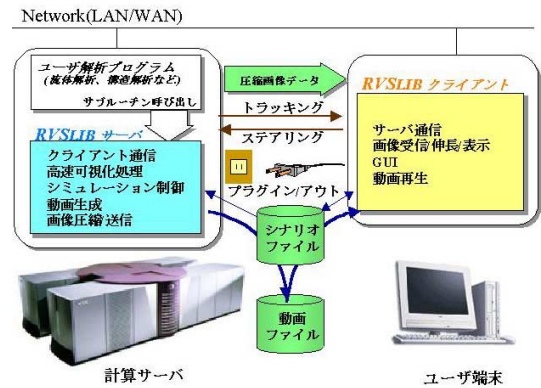 Network(LAN/WAN)
ユーザ解析プログラム
(流体解析、構造解析など)
サブルーチン呼び出し
RVSLIB サーバ
クライアント通信
高速可視化処理
シミュレーション制御
動画生成
画像圧縮送信
圧縮画像データ
トラッキング
ステアリング
プラグイン/アウト
シナリオ
ファイル
動画
ファイル
RVSLIB クライアント
サーバ通信
画像受信/伸長/表示
GUI
動画再生
計算サーバ
ユーザ端末